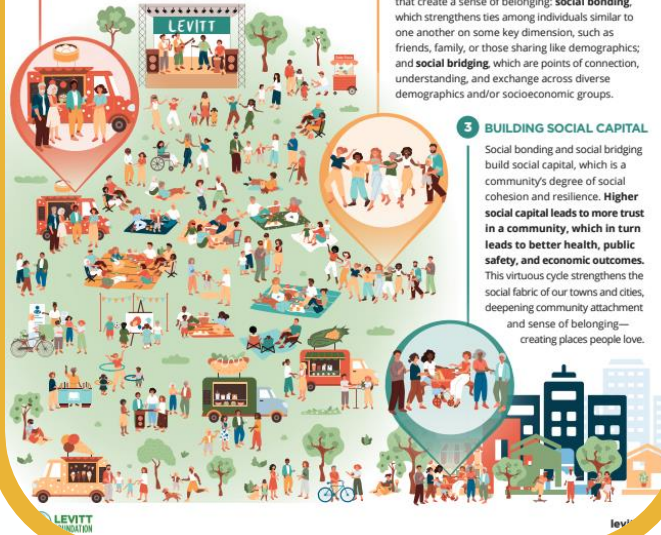 LEVITT
that create a sense of belonging: social bonding,
which strengthens ties among individuals similar to
one another on some key dimension, such as
friends, family, or those sharing like demographics;
and social bridging, which are points of connection,
understanding, and exchange across diverse
demographics and/or socioeconomic groups.
3 BUILDING SOCIAL CAPITAL
Social bonding and social bridging
build social capital, which is a
community's degree of social
cohesion and resilience. Higher
social capital leads to more trust
in a community, which in turn
leads to better health, public
safety, and economic outcomes.
This virtuous cycle strengthens the
social fabric of our towns and cities,
deepening community attachment
and sense of belonging—
creating places people love.
LEVITT